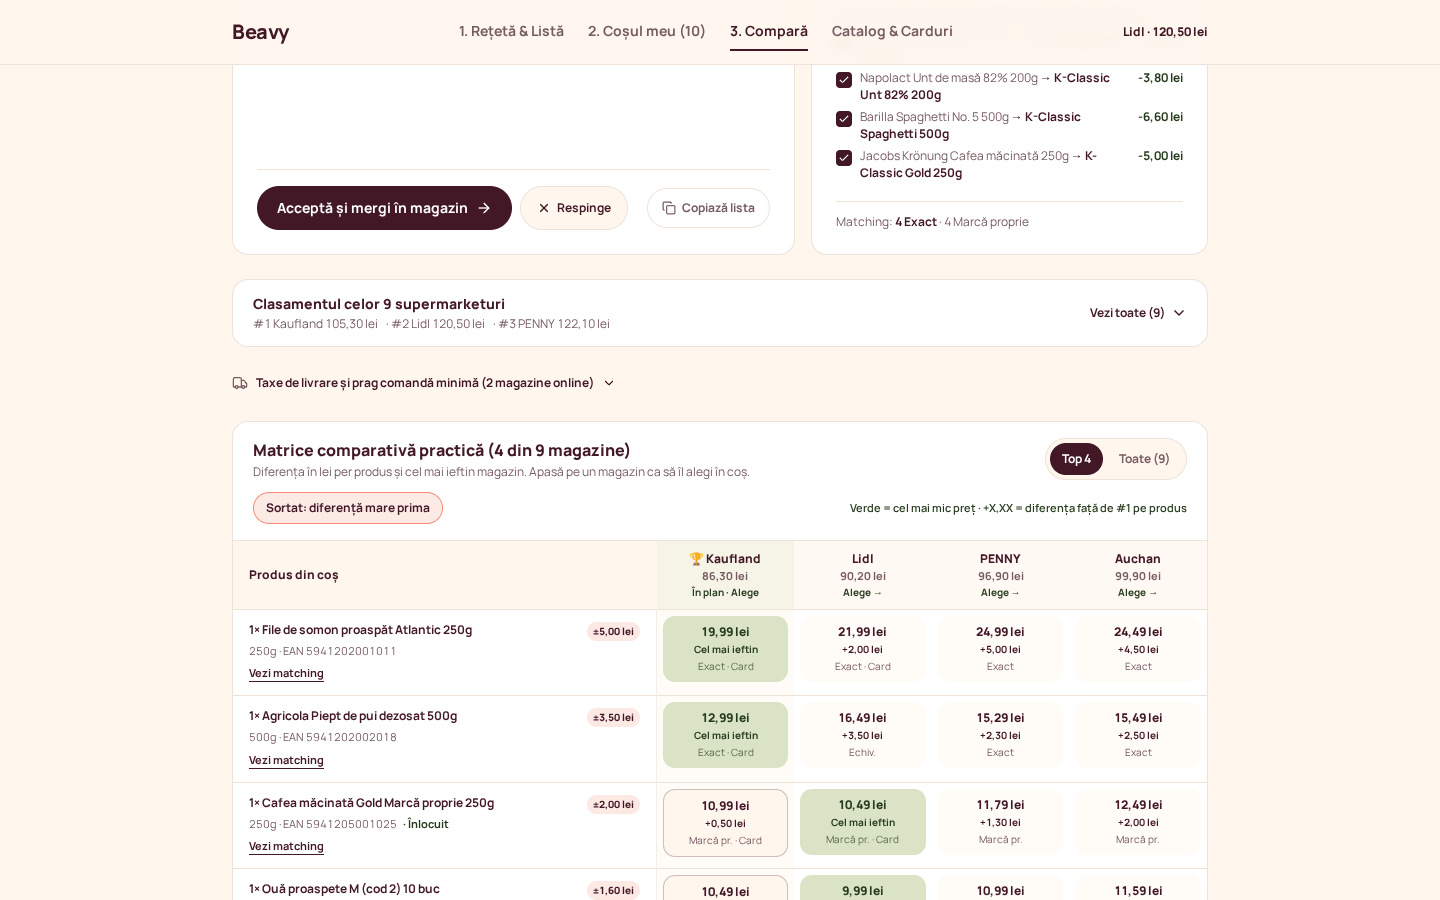 Beavy
1. Rețetă & Listă
2. Coșul meu (10)
3. Compară
Catalog & Carduri
Lidl · 120,50 lei
Acceptă și mergi în magazin →
Respinge
Copiază lista
Napolact Unt de masă 82% 200g → K-Classic
Unt 82% 200g
-3,80 lei
Barilla Spaghetti No. 5 500g → K-Classic
Spaghetti 500g
-6,60 lei
Jacobs Krönung Cafea măcinată 250g → K-
Classic Gold 250g
-5,00 lei
Matching: 4 Exact · 4 Marcă proprie
Clasamentul celor 9 supermarketuri
#1 Kaufland 105,30 lei · #2 Lidl 120,50 lei · #3 PENNY 122,10 lei
Vezi toate (9)
Taxe de livrare și prag comandă minimă (2 magazine online)
Matrice comparativă practică (4 din 9 magazine)
Diferența în lei per produs și cel mai ieftin magazin. Apasă pe un magazin ca să îl alegi în coș.
Top 4
Toate (9)
Sortat: diferență mare prima
Verde = cel mai mic preț · +X,XX = diferența față de #1 pe produs
Produs din coș
🏆 Kaufland
86,30 lei
În plan · Alege
Lidl
90,20 lei
Alege →
PENNY
96,90 lei
Alege →
Auchan
99,90 lei
Alege →
1× File de somon proaspăt Atlantic 250g
±5,00 lei
250g · EAN 5941202001011
Vezi matching
19,99 lei
Cel mai ieftin
Exact · Card
21,99 lei
+2,00 lei
Exact · Card
24,99 lei
+5,00 lei
Exact
24,49 lei
+4,50 lei
Exact
1× Agricola Piept de pui dezosat 500g
±3,50 lei
500g · EAN 5941202002018
Vezi matching
12,99 lei
Cel mai ieftin
Exact · Card
16,49 lei
+3,50 lei
Echiv.
15,29 lei
+2,30 lei
Exact
15,49 lei
+2,50 lei
Exact
1× Cafea măcinată Gold Marcă proprie 250g
±2,00 lei
250g · EAN 5941205001025 · Înlocuit
Vezi matching
10,99 lei
+0,50 lei
Marcă pr. · Card
10,49 lei
Cel mai ieftin
Marcă pr. · Card
11,79 lei
+1,30 lei
Marcă pr.
12,49 lei
+2,00 lei
Marcă pr.
1× Ouă proaspete M (cod 2) 10 buc
±1,60 lei
10,49 lei
9,99 lei
10,99 lei
11,59 lei